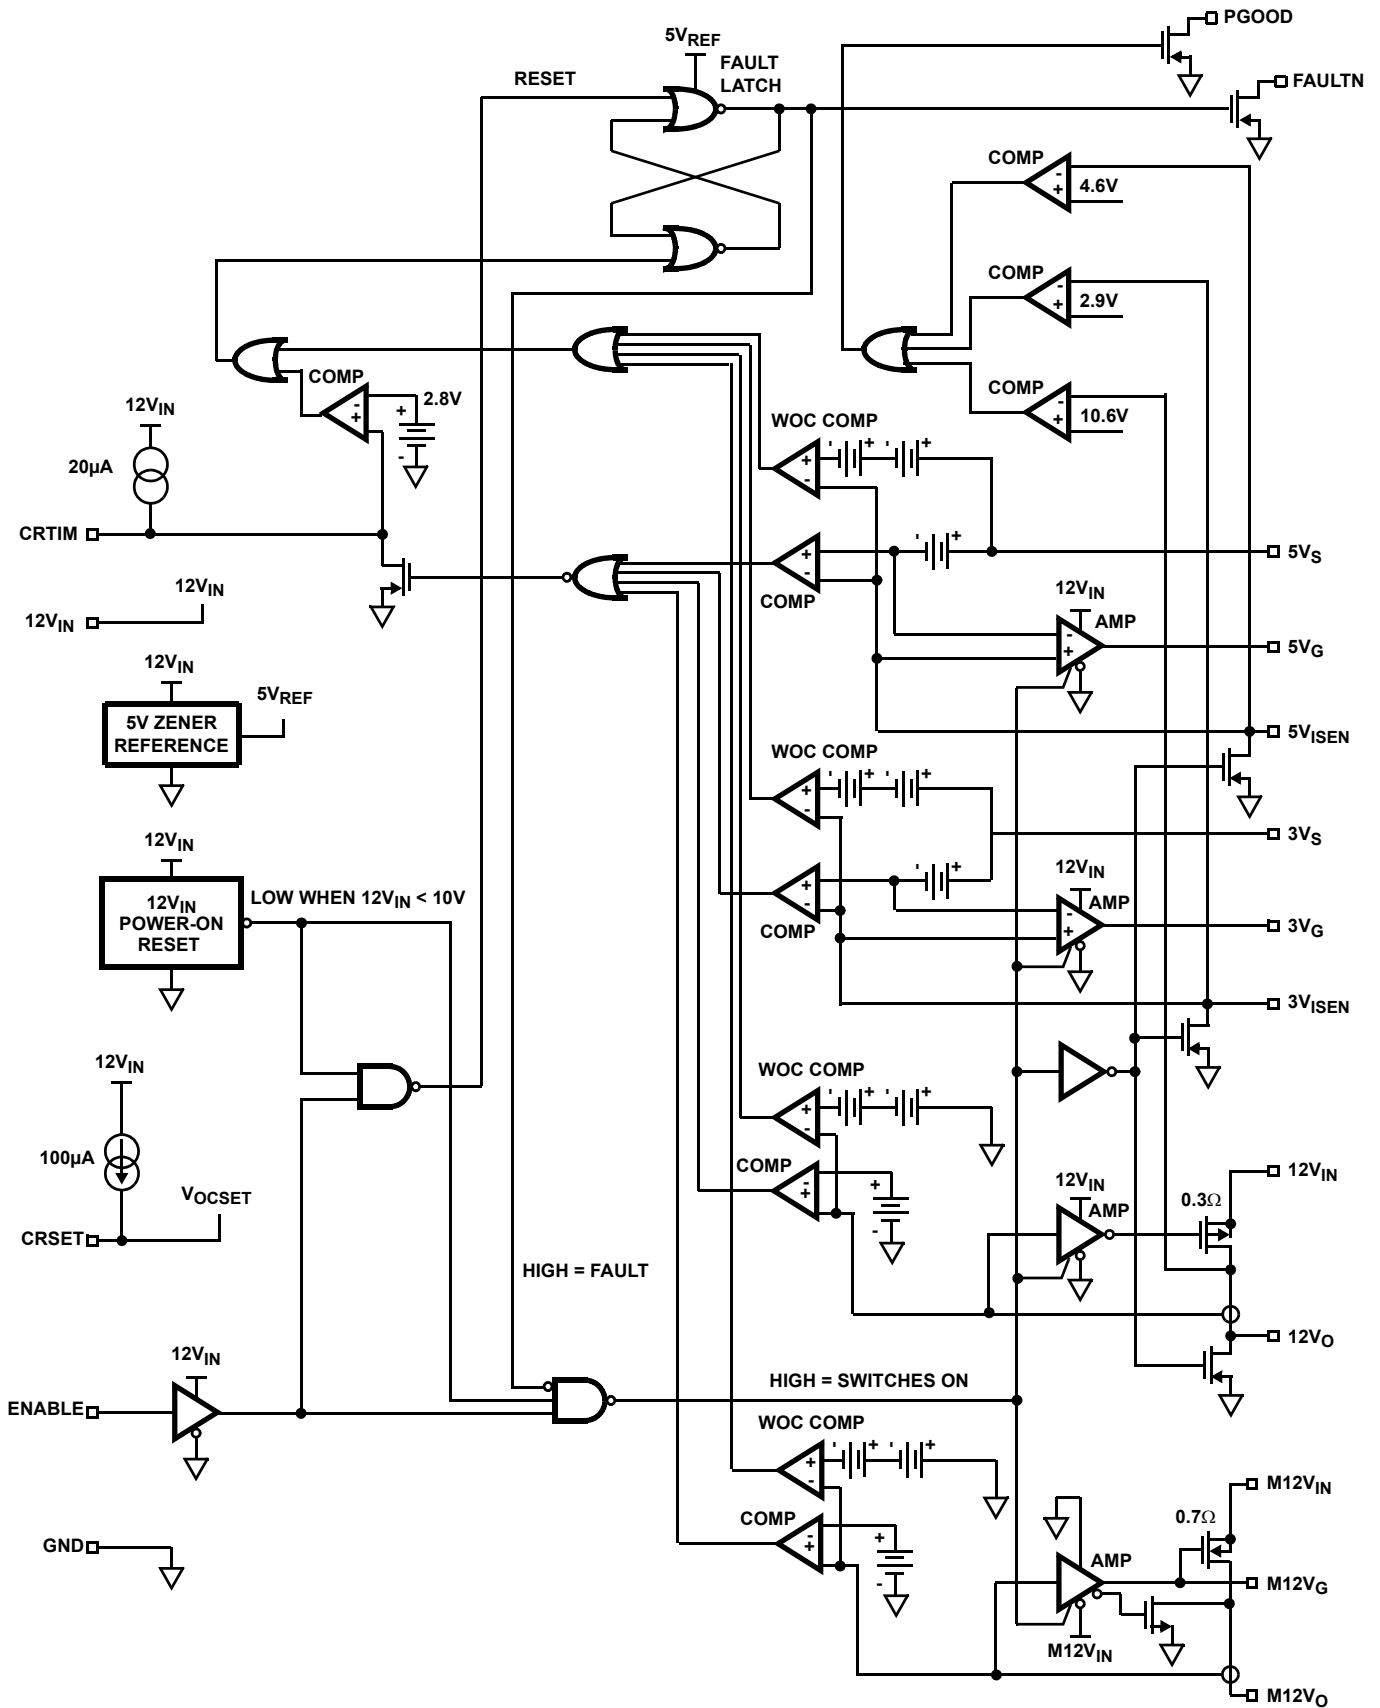 PGOOD
5VREF
FAULT
LATCH
RESET
FAULTN
COMP
-
+
4.6V
COMP
-
+
2.9V
COMP
-
+
2.8V
+
-
COMP
-
+
10.6V
12VIN
20µA
WOC COMP
+
-
- + - +
CRTIM
- +
5VS
+
-
COMP
12VIN
12VIN
12VIN
AMP
-
+
5VG
12VIN
5VREF
5V ZENER
REFERENCE
5VISEN
WOC COMP
+
-
- + - +
3VS
12VIN
12VIN
POWER-ON
RESET
LOW WHEN 12VIN < 10V
+
-
COMP
- +
12VIN
AMP
-
+
3VG
3VISEN
12VIN
100µA
VOCSET
CRSET
WOC COMP
+
-
- + - +
COMP
-
+
+
-
12VIN
AMP
0.3Ω
12VIN
HIGH = FAULT
12VO
12VIN
ENABLE
HIGH = SWITCHES ON
WOC COMP
+
-
- + - +
COMP
-
+
+
-
M12VIN
0.7Ω
GND
AMP
M12VG
M12VIN
M12VO